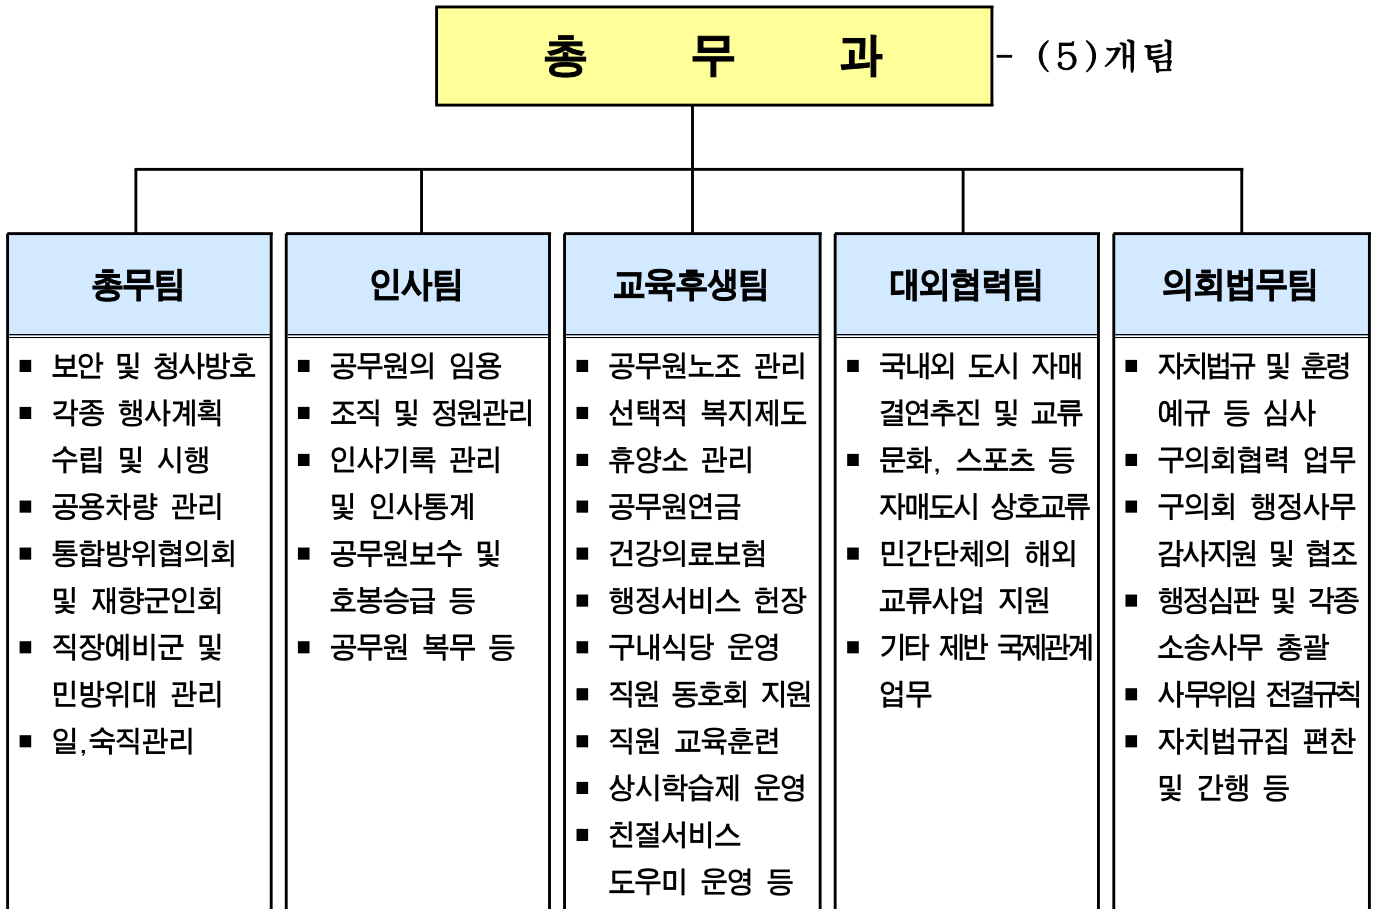 총 무 과 - (5)개팀
총무팀
▪ 보안 및 청사방호
▪ 각종 행사계획
수립 및 시행
▪ 공용차량 관리
▪ 통합방위협의회
및 재향군인회
▪ 직장예비군 및
민방위대 관리
▪ 일,숙직관리
인사팀
▪ 공무원의 임용
▪ 조직 및 정원관리
▪ 인사기록 관리
및 인사통계
▪ 공무원보수 및
호봉승급 등
▪ 공무원 복무 등
교육후생팀
▪ 공무원노조 관리
▪ 선택적 복지제도
▪ 휴양소 관리
▪ 공무원연금
▪ 건강의료보험
▪ 행정서비스 헌장
▪ 구내식당 운영
▪ 직원 동호회 지원
▪ 직원 교육훈련
▪ 상시학습제 운영
▪ 친절서비스
도우미 운영 등
대외협력팀
▪ 국내외 도시 자매
결연추진 및 교류
▪ 문화, 스포츠 등
자매도시 상호교류
▪ 민간단체의 해외
교류사업 지원
▪ 기타 제반 국제관계
업무
의회법무팀
▪ 자치법규 및 훈령
예규 등 심사
▪ 구의회협력 업무
▪ 구의회 행정사무
감사지원 및 협조
▪ 행정심판 및 각종
소송사무 총괄
▪ 사무위임 전결규칙
▪ 자치법규집 편찬
및 간행 등